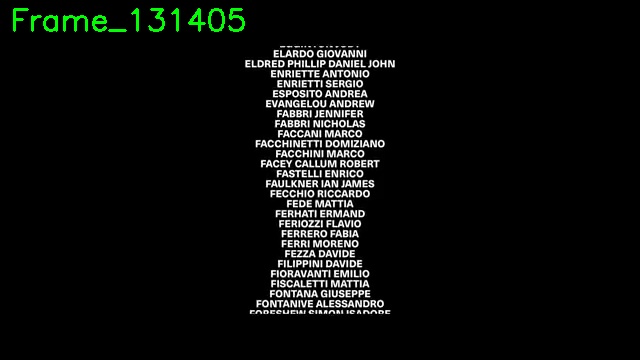 Frame_131405
ELARDO GIOVANNI
ELDRED PHILLIP DANIEL JOHN
ENRIETTE ANTONIO
ENRIETTI SERGIO
ESPOSITO ANDREA
EVANGELOU ANDREW
FABBRI JENNIFER
FABBRI NICHOLAS
FACCANI MARCO
FACCHINETTI DOMIZIANO
FACCHINI MARCO
FACEY CALLUM ROBERT
FASTELLI ENRICO
FAULKNER IAN JAMES
FECCHIO RICCARDO
FEDE MATTIA
FERHATI ERMAND
FERIOZZI FLAVIO
FERRERO FABIA
FERRI MORENO
FEZZA DAVIDE
FILIPPINI DAVIDE
FIORAVANTI EMILIO
FISCALETTI MATTIA
FONTANA GIUSEPPE
FONTANIVE ALESSANDRO
FORESHEW SIMON ISADORE